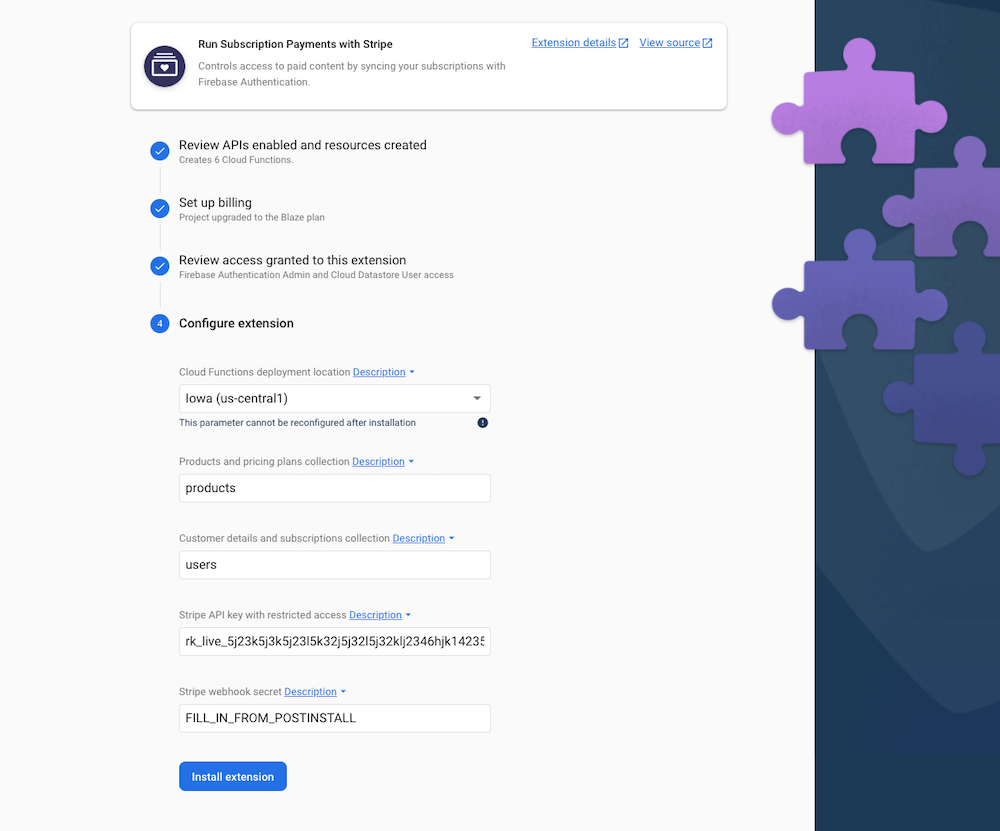 Run Subscription Payments with Stripe
Extension details
View source
Controls access to paid content by syncing your subscriptions with
Firebase Authentication.
Review APIs enabled and resources created
Creates 6 Cloud Functions.
Set up billing
Project upgraded to the Blaze plan
Review access granted to this extension
Firebase Authentication Admin and Cloud Datastore User access
4 Configure extension
Cloud Functions deployment location Description
Iowa (us-central1)
This parameter cannot be reconfigured after installation
Products and pricing plans collection Description
products
Customer details and subscriptions collection Description
users
Stripe API key with restricted access Description
rk_live_5j23k5j3k5j23l5k32j5j32l5j32klj2346hjk14235
Stripe webhook secret Description
FILL_IN_FROM_POSTINSTALL
Install extension